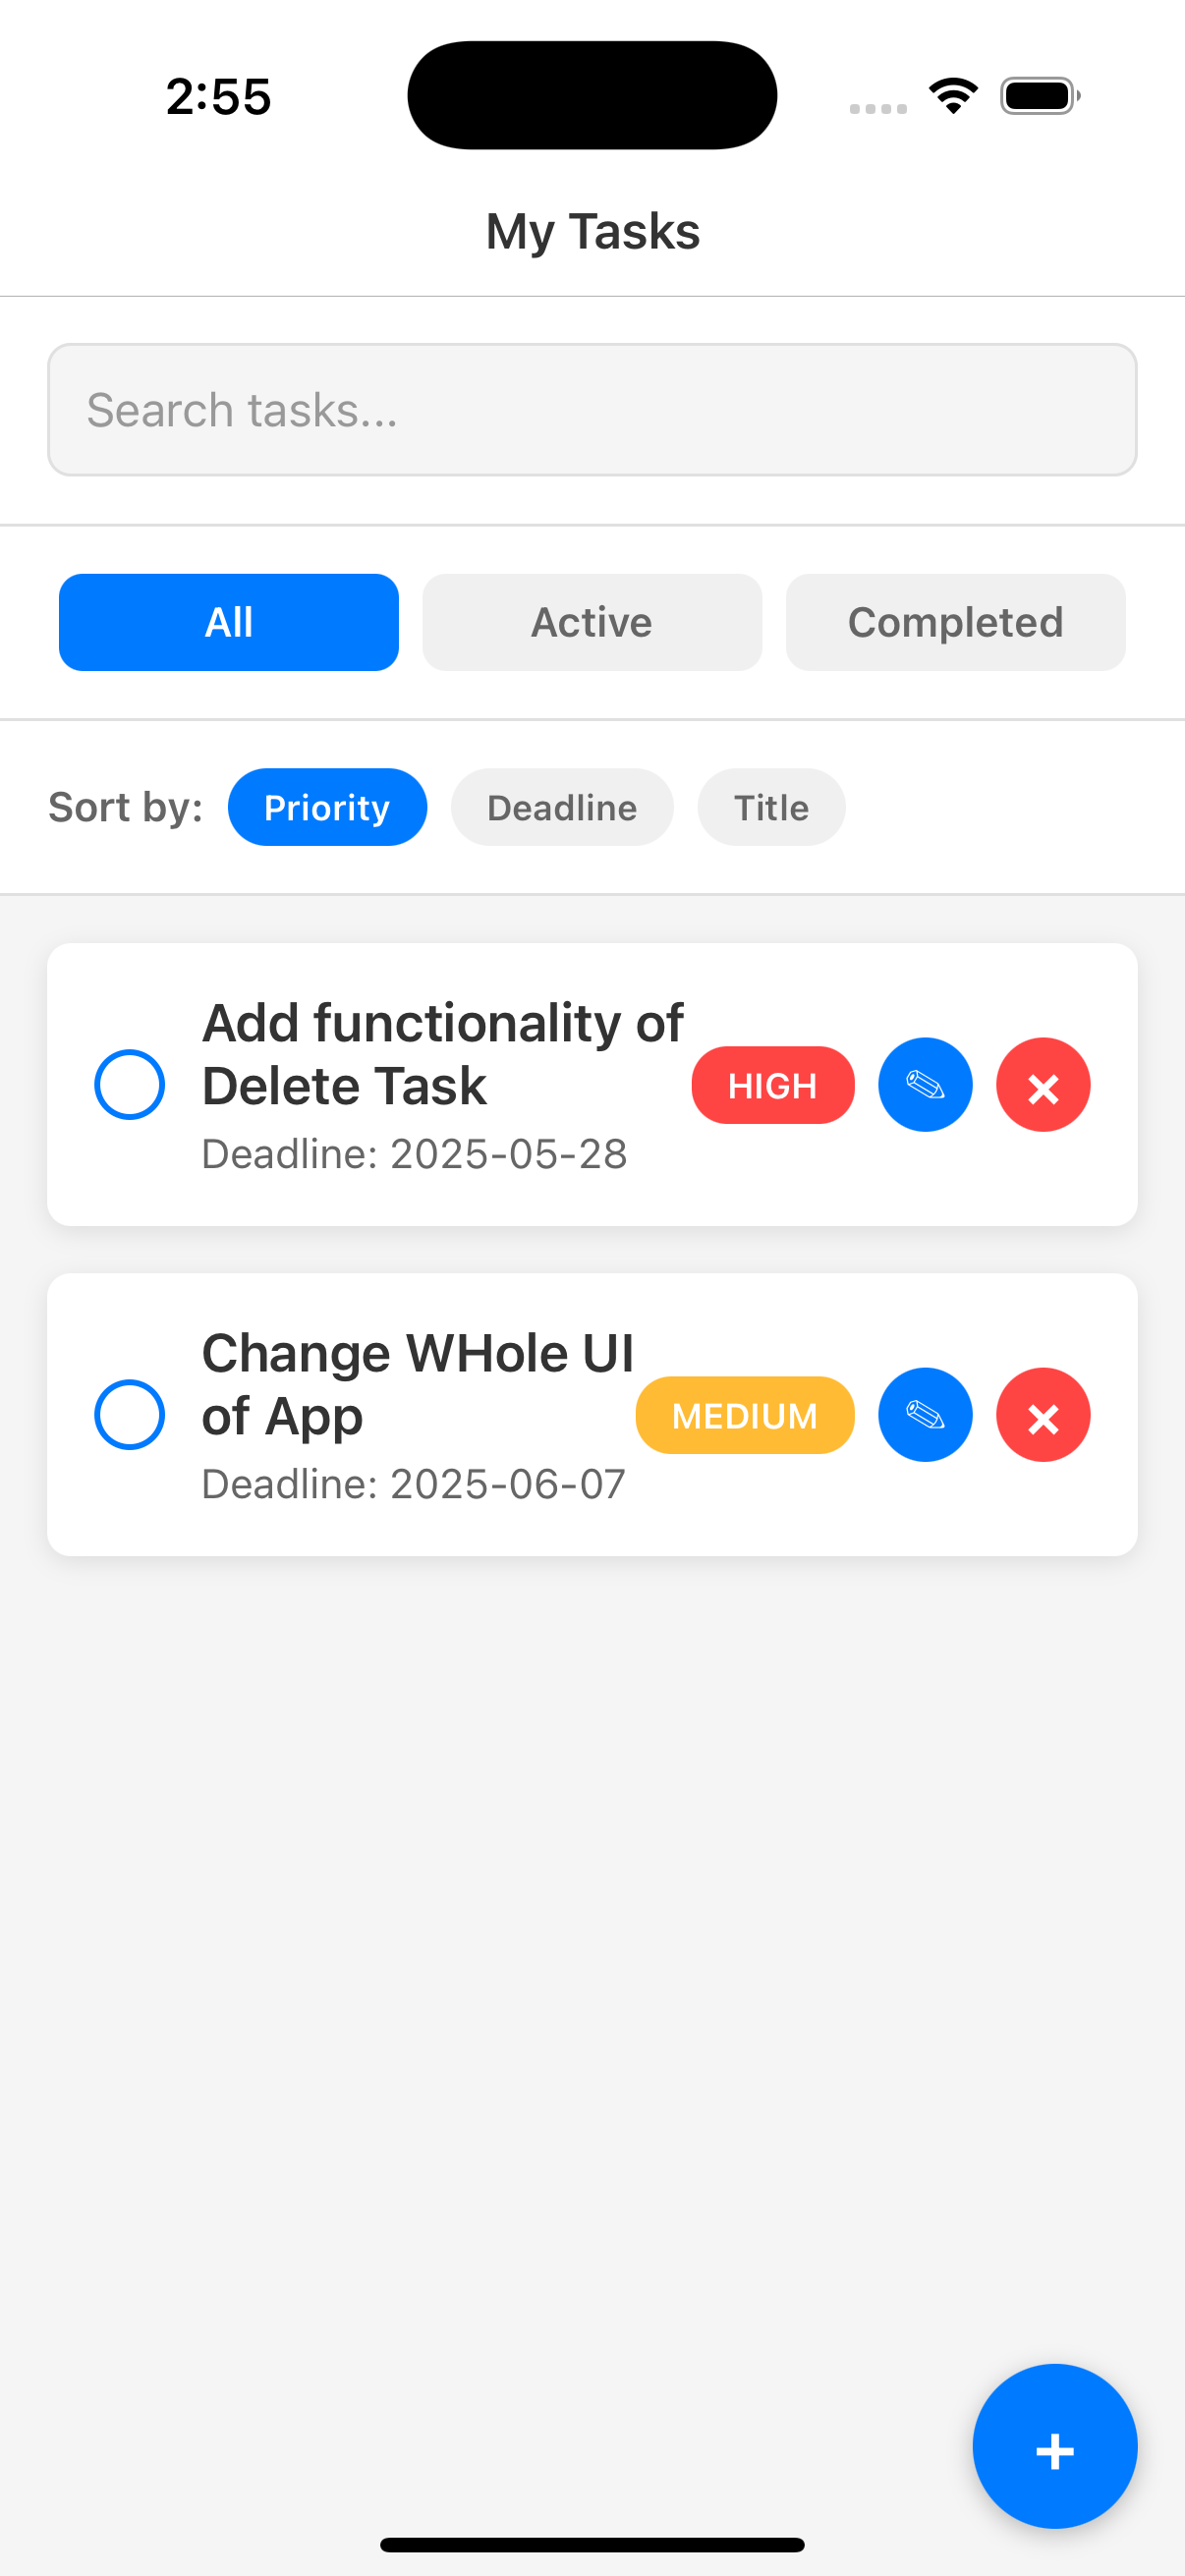 2:55
My Tasks
Search tasks...
All Active Completed
Sort by: Priority Deadline Title
Add functionality of
Delete Task
Deadline: 2025-05-28
HIGH
Change WHole UI
of App
Deadline: 2025-06-07
MEDIUM
+